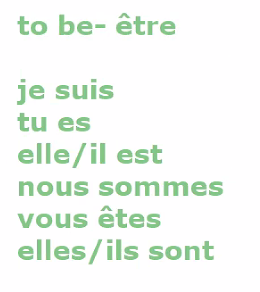 to be- être
je suis
tu es
elle/il est
nous sommes
vous êtes
elles/ils sont